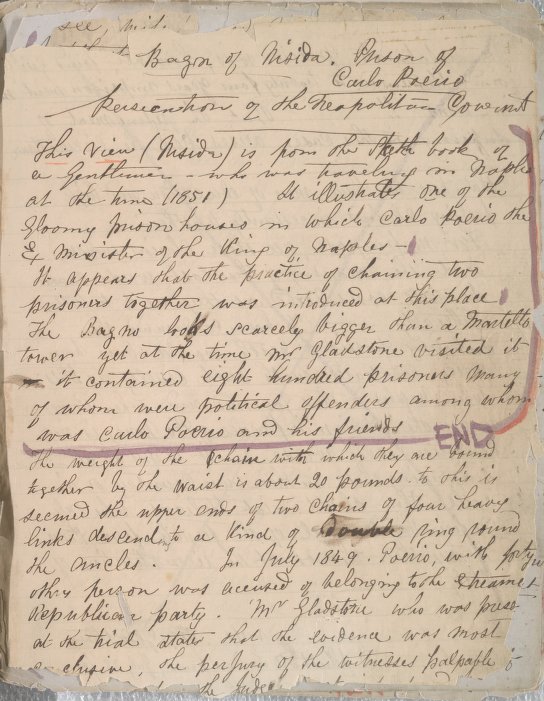 see, mid.
Bagno of Nisida. Prison of
Carlo Poerio
Persecution of the Neapolitan Governt
This View (Nisida) is from the sketch book of
a Gentleman - who was traveling in Naples
at the time (1851) It illustrates one of the
gloomy prison houses in which Carlo Poerio the
Ex Minister of the King of Naples -
It appears that the practice of chaining two
prisoners together was introduced at this place
The Bagno looks scarcely bigger than a Martello
tower yet at the time Mr Gladstone visited it
it contained eight hundred prisoners many
of whom were political offenders among whom
was Carlo Poerio and his friends
END
The weight of the chain with which they are bound
together by the waist is about 20 pounds. to this is
secured the upper ends of two chains of four heavy
links descending to a kind of double ring round
the ancles. In July 1849. Poerio, with forty
other person was accused of belonging to the Extreame
Republican party. Mr Gladstone who was prese
at the trial states that the evidence was most
the perjury of the witnesses palpable
the Judge